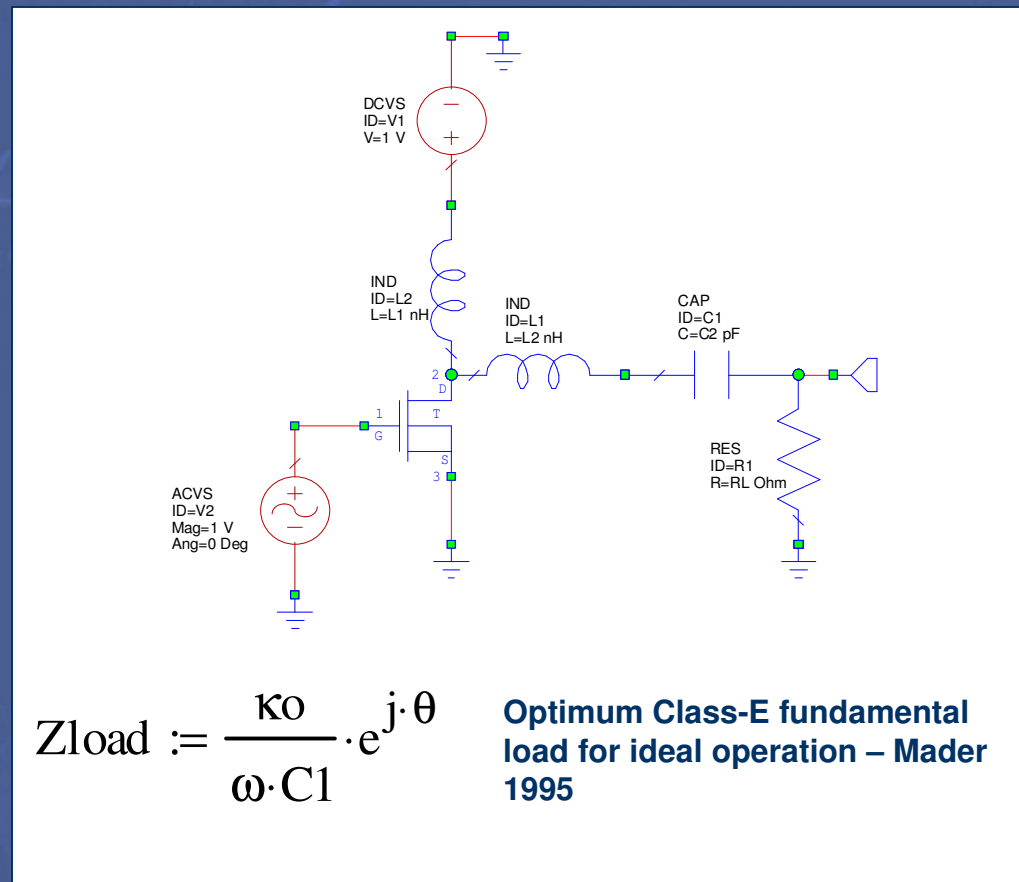 DCVS
ID=V1
V=1 V
−
+
IND
ID=L2
L=L1 nH
IND
ID=L1
L=L2 nH
CAP
ID=C1
C=C2 pF
2
D
1
T
G
S
3
RES
ID=R1
R=RL Ohm
ACVS
ID=V2
Mag=1 V
Ang=0 Deg
+
−
Zload := κo / ω·C1 · e^j·θ
Optimum Class-E fundamental
load for ideal operation – Mader
1995